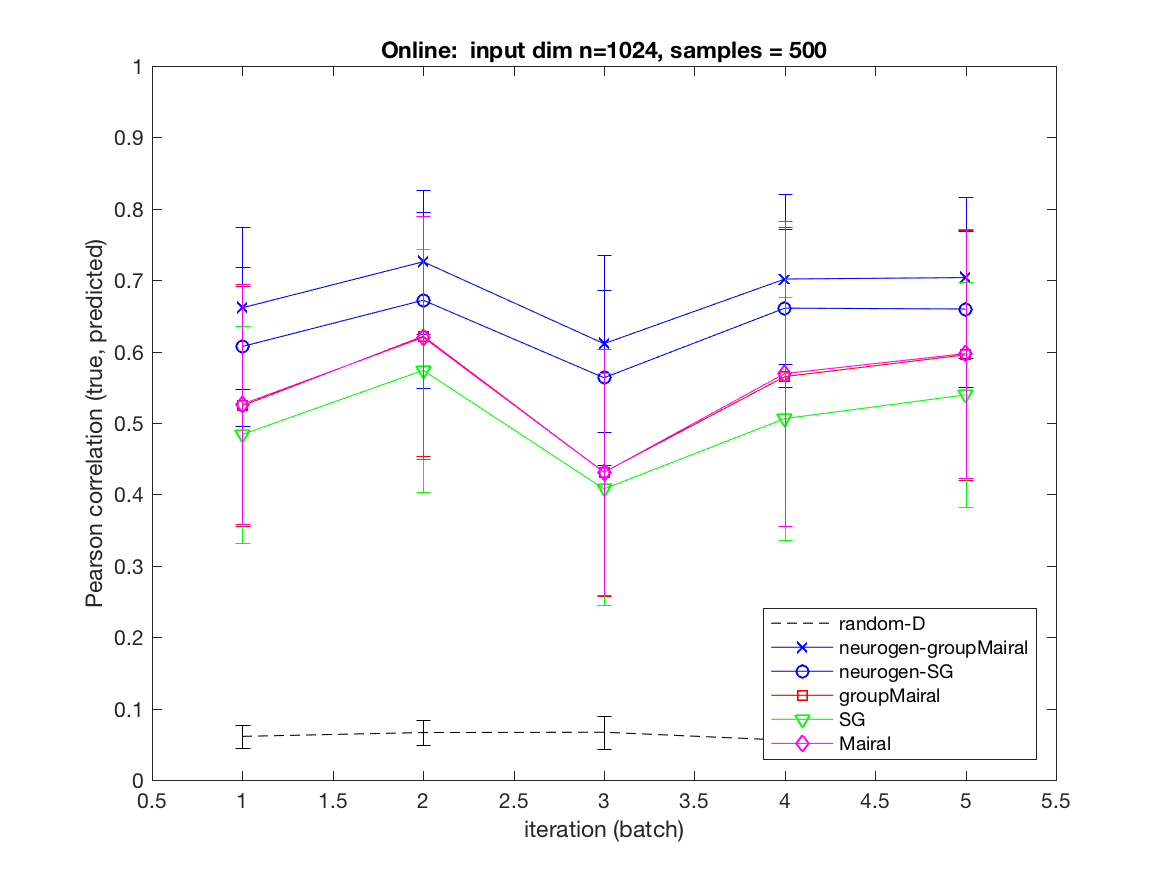 Online:  input dim n=1024, samples = 500
1
0.9
0.8
0.7
0.6
0.5
0.4
0.3
0.2
0.1
0
Pearson correlation (true, predicted)
random-D
neurogen-groupMairal
neurogen-SG
groupMairal
SG
Mairal
0.5 1 1.5 2 2.5 3 3.5 4 4.5 5 5.5
iteration (batch)